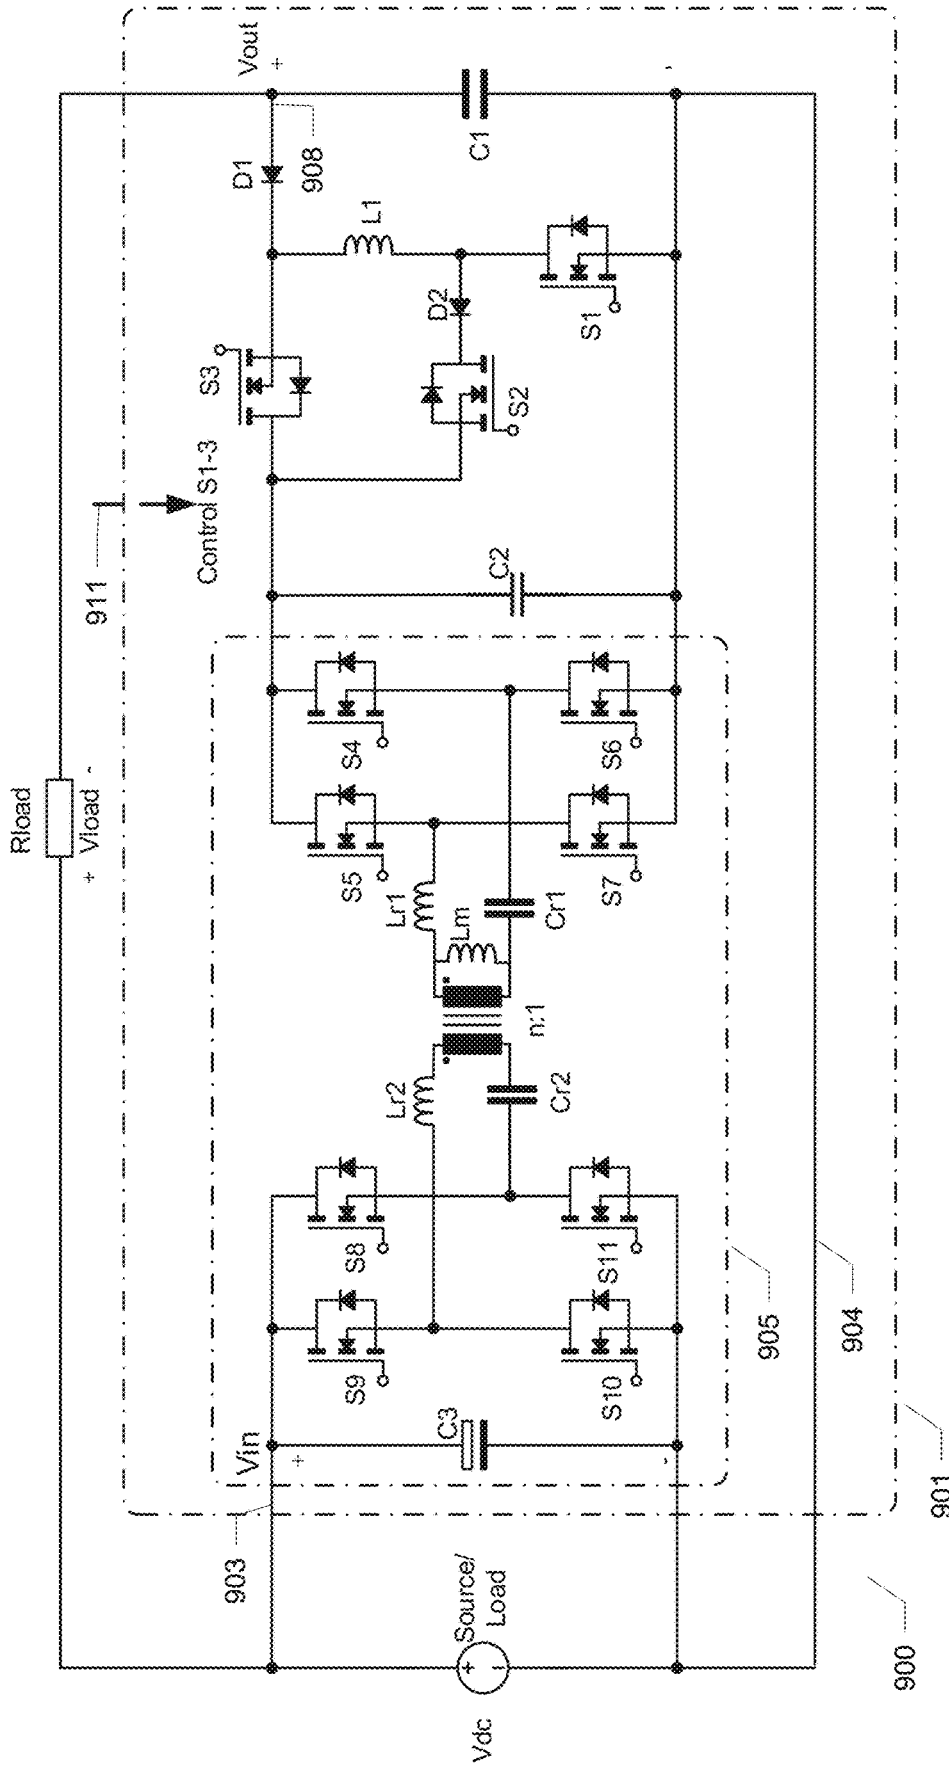 Rload
+ Vload -
911
Control S1-3
Vout
+
-
D1
908
S3
L1
D2
S2
S1
C1
C2
S4
S5
S6
S7
Lr1
Lm
Cr1
n:1
Lr2
Cr2
S8
S9
S10
S11
Vin
+
-
C3
903
905
904
901
900
Source/
Load
+
-
Vdc